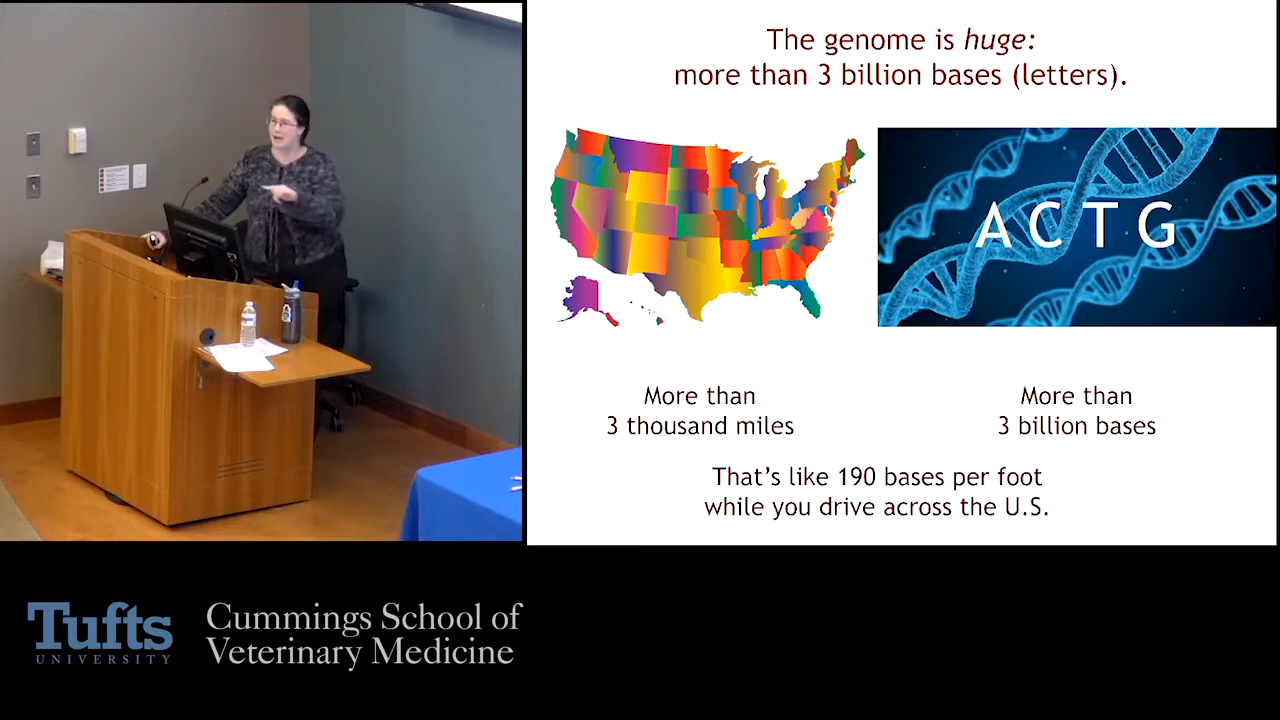 The genome is huge:
more than 3 billion bases (letters).
A C T G
More than
3 thousand miles
More than
3 billion bases
That's like 190 bases per foot
while you drive across the U.S.
Tufts
UNIVERSITY
Cummings School of
Veterinary Medicine